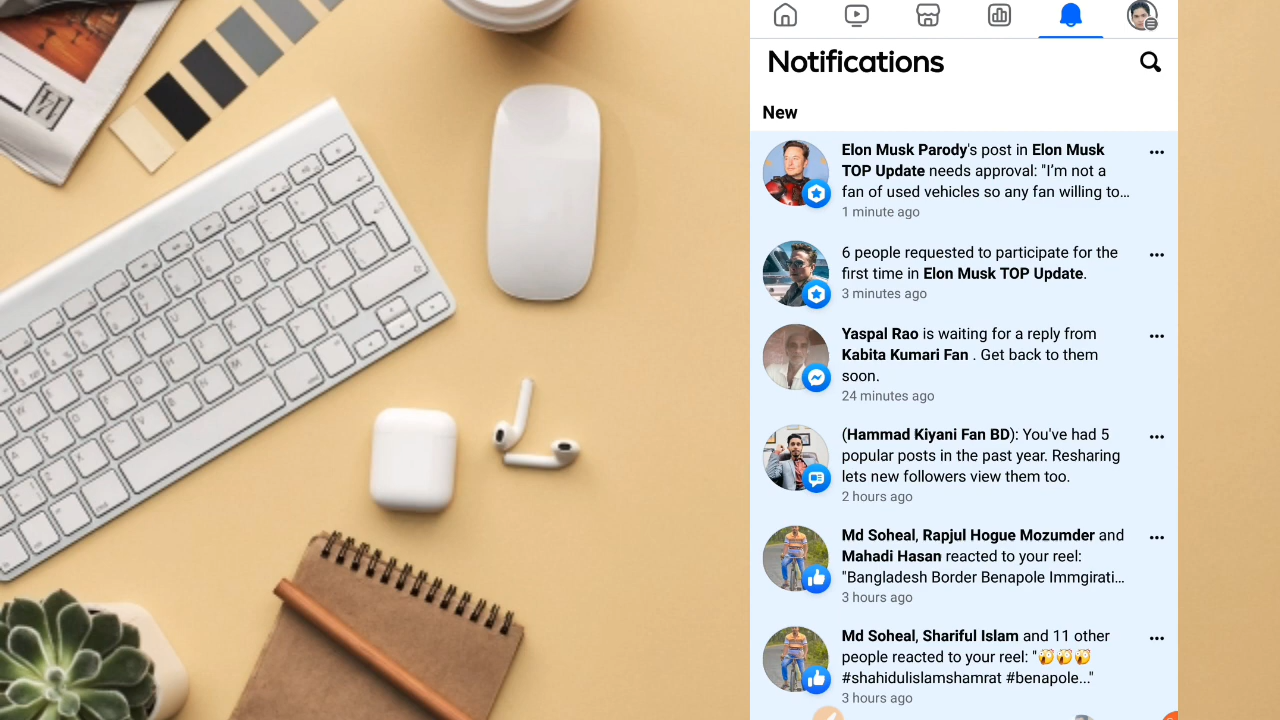 Notifications
New
Elon Musk Parody's post in Elon Musk
TOP Update needs approval: "I'm not a
fan of used vehicles so any fan willing to...
1 minute ago
6 people requested to participate for the
first time in Elon Musk TOP Update.
3 minutes ago
Yaspal Rao is waiting for a reply from
Kabita Kumari Fan . Get back to them
soon.
24 minutes ago
(Hammad Kiyani Fan BD): You've had 5
popular posts in the past year. Resharing
lets new followers view them too.
2 hours ago
Md Soheal, Rapjul Hogue Mozumder and
Mahadi Hasan reacted to your reel:
"Bangladesh Border Benapole Immgirati...
3 hours ago
Md Soheal, Shariful Islam and 11 other
people reacted to your reel: "😱😱😱
#shahidulislamshamrat #benapole..."
3 hours ago